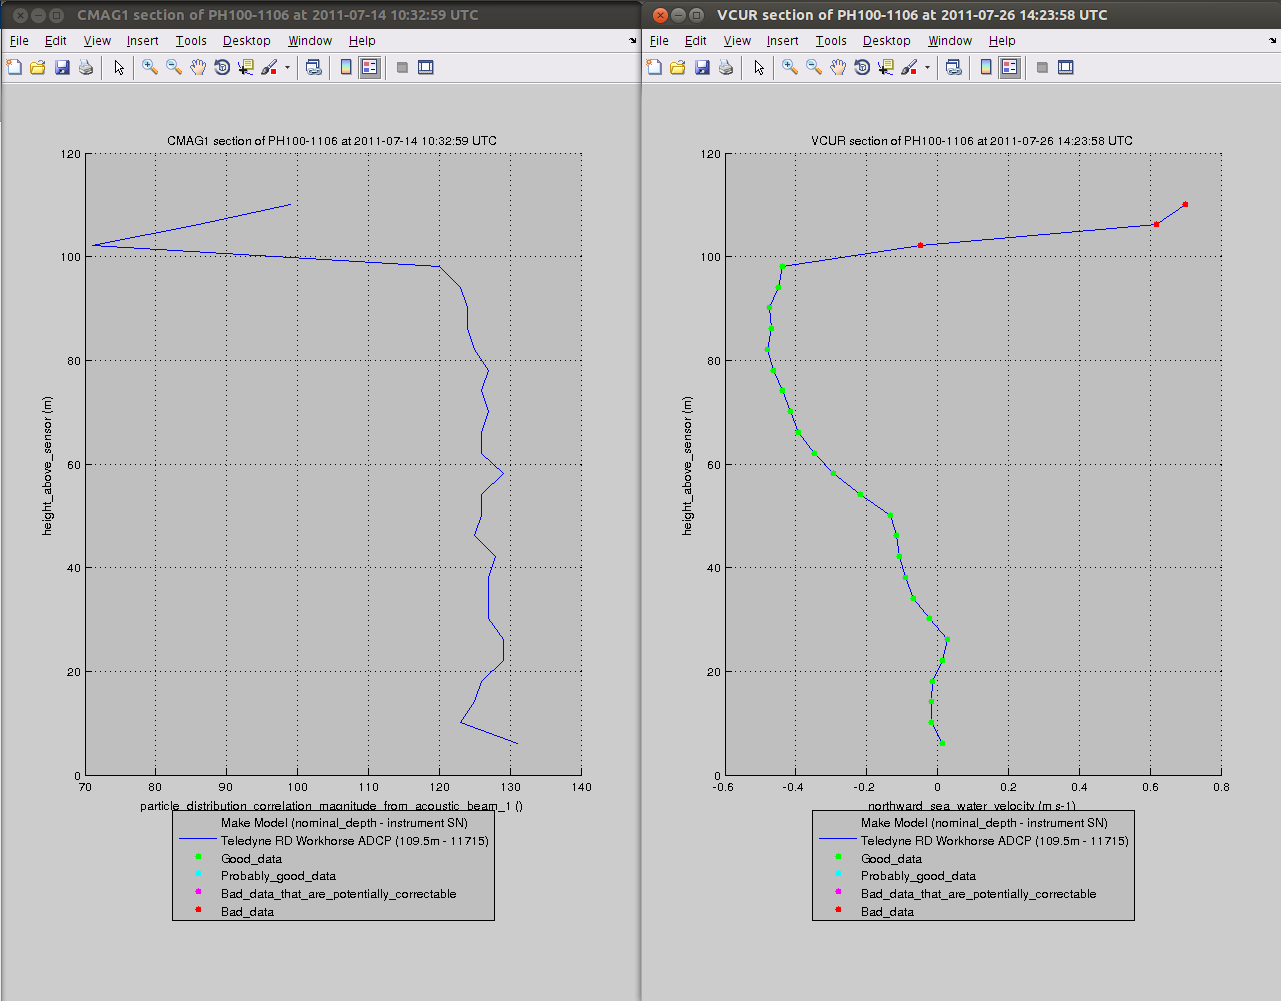 CMAG1 section of PH100-1106 at 2011-07-14 10:32:59 UTC
File Edit View Insert Tools Desktop Window Help
CMAG1 section of PH100-1106 at 2011-07-14 10:32:59 UTC
120
100
80
60
40
20
0
height_above_sensor (m)
70 80 90 100 110 120 130 140
particle_distribution_correlation_magnitude_from_acoustic_beam_1 ()
Make Model (nominal_depth - instrument SN)
Teledyne RD Workhorse ADCP (109.5m - 11715)
Good_data
Probably_good_data
Bad_data_that_are_potentially_correctable
Bad_data
VCUR section of PH100-1106 at 2011-07-26 14:23:58 UTC
File Edit View Insert Tools Desktop Window Help
VCUR section of PH100-1106 at 2011-07-26 14:23:58 UTC
120
100
80
60
40
20
0
height_above_sensor (m)
-0.6 -0.4 -0.2 0 0.2 0.4 0.6 0.8
northward_sea_water_velocity (m s-1)
Make Model (nominal_depth - instrument SN)
Teledyne RD Workhorse ADCP (109.5m - 11715)
Good_data
Probably_good_data
Bad_data_that_are_potentially_correctable
Bad_data